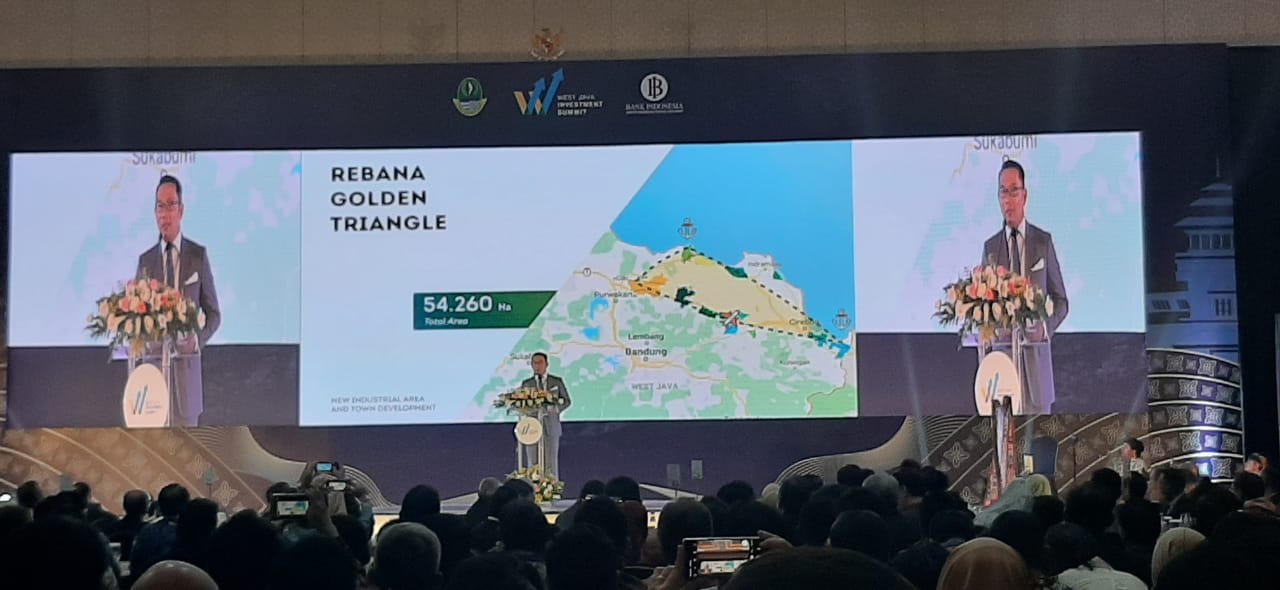 WEST JAVA
INVESTMENT
SUMMIT
BANK INDONESIA
Sukabumi
REBANA
GOLDEN
TRIANGLE
54.260 Ha
Total Area
NEW INDUSTRIAL AREA
AND TOWN DEVELOPMENT
Indramayu
Purwakarta
Cirebon
Lembang
Bandung
Kuningan
WEST JAVA
Sukabumi